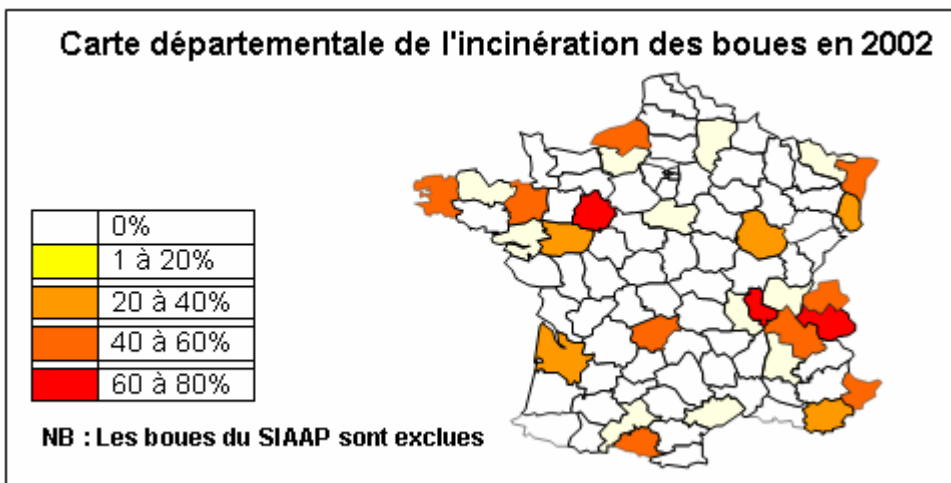 Carte départementale de l'incinération des boues en 2002
0%
1 à 20%
20 à 40%
40 à 60%
60 à 80%
NB : Les boues du SIAAP sont exclues